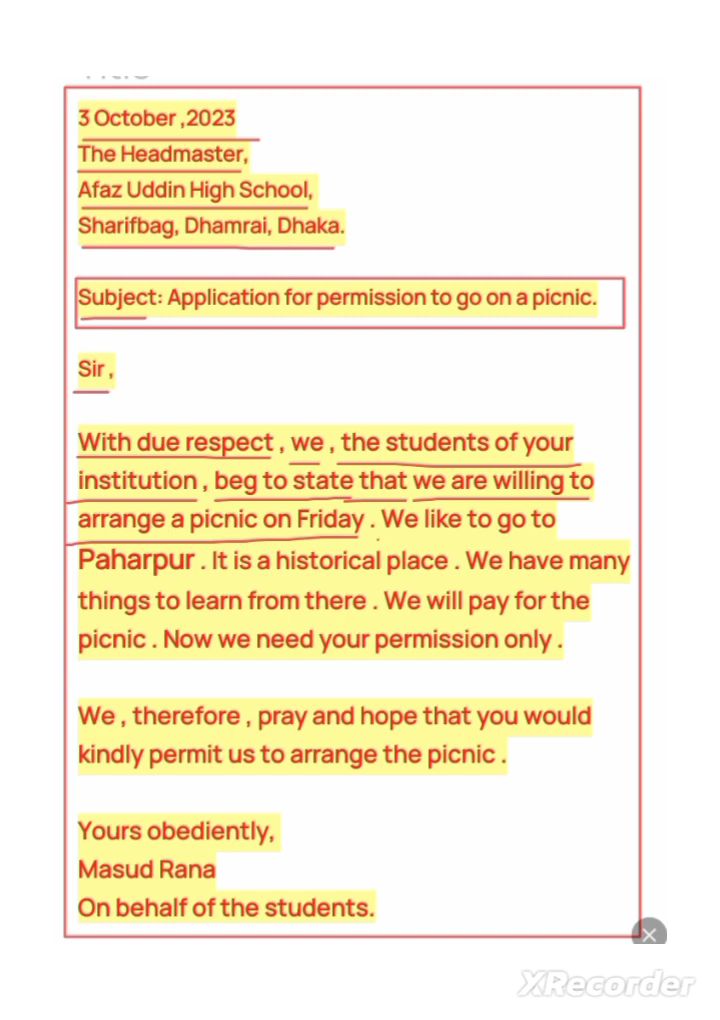 3 October ,2023
The Headmaster,
Afaz Uddin High School,
Sharifbag, Dhamrai, Dhaka.
Subject: Application for permission to go on a picnic.
Sir ,
With due respect , we , the students of your
institution , beg to state that we are willing to
arrange a picnic on Friday . We like to go to
Paharpur . It is a historical place . We have many
things to learn from there . We will pay for the
picnic . Now we need your permission only .
We , therefore , pray and hope that you would
kindly permit us to arrange the picnic .
Yours obediently,
Masud Rana
On behalf of the students.
XRecorder